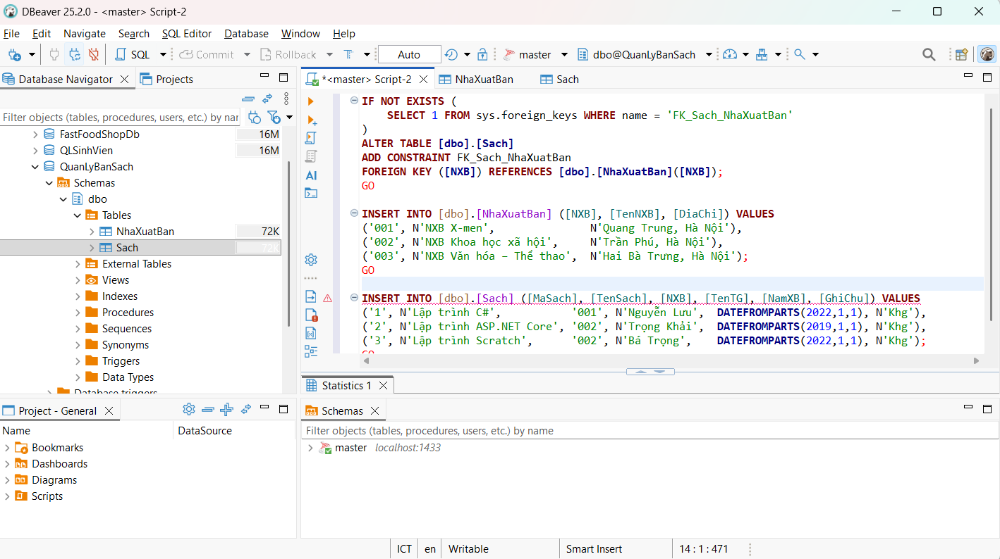 DBeaver 25.2.0 - <master> Script-2
File Edit Navigate Search SQL Editor Database Window Help
SQL Commit Rollback T Auto master dbo@QuanLyBanSach
Database Navigator Projects
*<master> Script-2 NhaXuatBan Sach
Filter objects (tables, procedures, users, etc.) by nar
FastFoodShopDb 16M
QLSinhVien 16M
QuanLyBanSach
Schemas
dbo
Tables
NhaXuatBan 72K
Sach 72K
External Tables
Views
Indexes
Procedures
Sequences
Synonyms
Triggers
Data Types
Database triggers
AI
IF NOT EXISTS (
SELECT 1 FROM sys.foreign_keys WHERE name = 'FK_Sach_NhaXuatBan'
)
ALTER TABLE [dbo].[Sach]
ADD CONSTRAINT FK_Sach_NhaXuatBan
FOREIGN KEY ([NXB]) REFERENCES [dbo].[NhaXuatBan]([NXB]);
GO
INSERT INTO [dbo].[NhaXuatBan] ([NXB], [TenNXB], [DiaChi]) VALUES
('001', N'NXB X-men', N'Quang Trung, Hà Nội'),
('002', N'NXB Khoa học xã hội', N'Trần Phú, Hà Nội'),
('003', N'NXB Văn hóa – Thể thao', N'Hai Bà Trưng, Hà Nội');
GO
INSERT INTO [dbo].[Sach] ([MaSach], [TenSach], [NXB], [TenTG], [NamXB], [GhiChu]) VALUES
('1', N'Lập trình C#', '001', N'Nguyễn Lưu', DATEFROMPARTS(2022,1,1), N'Khg'),
('2', N'Lập trình ASP.NET Core', '002', N'Trọng Khải', DATEFROMPARTS(2019,1,1), N'Khg'),
('3', N'Lập trình Scratch', '002', N'Bá Trọng', DATEFROMPARTS(2022,1,1), N'Khg');
GO
Statistics 1
Project - General
Name DataSource
Bookmarks
Dashboards
Diagrams
Scripts
Schemas
Filter objects (tables, procedures, users, etc.) by name
master localhost:1433
ICT en Writable Smart Insert 14 : 1 : 471